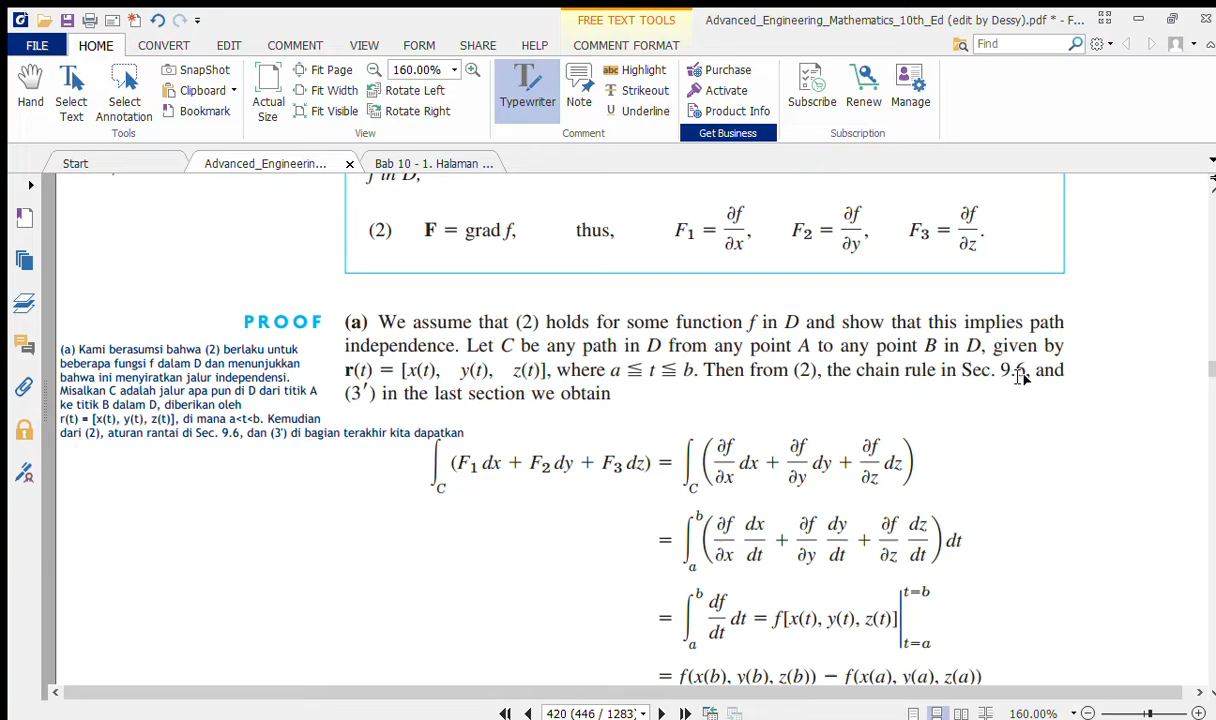 FREE TEXT TOOLS
Advanced_Engineering_Mathematics_10th_Ed (edit by Dessy).pdf * - F...
FILE HOME CONVERT EDIT COMMENT VIEW FORM SHARE HELP COMMENT FORMAT Find
SnapShot Fit Page 160.00% Highlight Purchase
Clipboard Fit Width Rotate Left Strikeout Activate
Bookmark Fit Visible Rotate Right Underline Product Info
Hand Select Text Select Annotation Actual Size Typewriter Note Subscribe Renew Manage
Tools View Comment Get Business Subscription
Start Advanced_Engineerin... Bab 10 - 1. Halaman ...
f in D,
(2) F = grad f, thus, F₁ = ∂f/∂x, F₂ = ∂f/∂y, F₃ = ∂f/∂z.
PROOF (a) We assume that (2) holds for some function f in D and show that this implies path
independence. Let C be any path in D from any point A to any point B in D, given by
r(t) = [x(t), y(t), z(t)], where a ≦ t ≦ b. Then from (2), the chain rule in Sec. 9.6, and
(3′) in the last section we obtain
(a) Kami berasumsi bahwa (2) berlaku untuk
beberapa fungsi f dalam D dan menunjukkan
bahwa ini menyiratkan jalur independensi.
Misalkan C adalah jalur apa pun di D dari titik A
ke titik B dalam D, diberikan oleh
r(t) = [x(t), y(t), z(t)], di mana a<t<b. Kemudian
dari (2), aturan rantai di Sec. 9.6, dan (3') di bagian terakhir kita dapatkan
∫C (F₁ dx + F₂ dy + F₃ dz) = ∫C (∂f/∂x dx + ∂f/∂y dy + ∂f/∂z dz)
= ∫ₐᵇ (∂f/∂x dx/dt + ∂f/∂y dy/dt + ∂f/∂z dz/dt) dt
= ∫ₐᵇ df/dt dt = f[x(t), y(t), z(t)] |t=a t=b
= f(x(b), y(b), z(b)) − f(x(a), y(a), z(a))
420 (446 / 1283) 160.00%